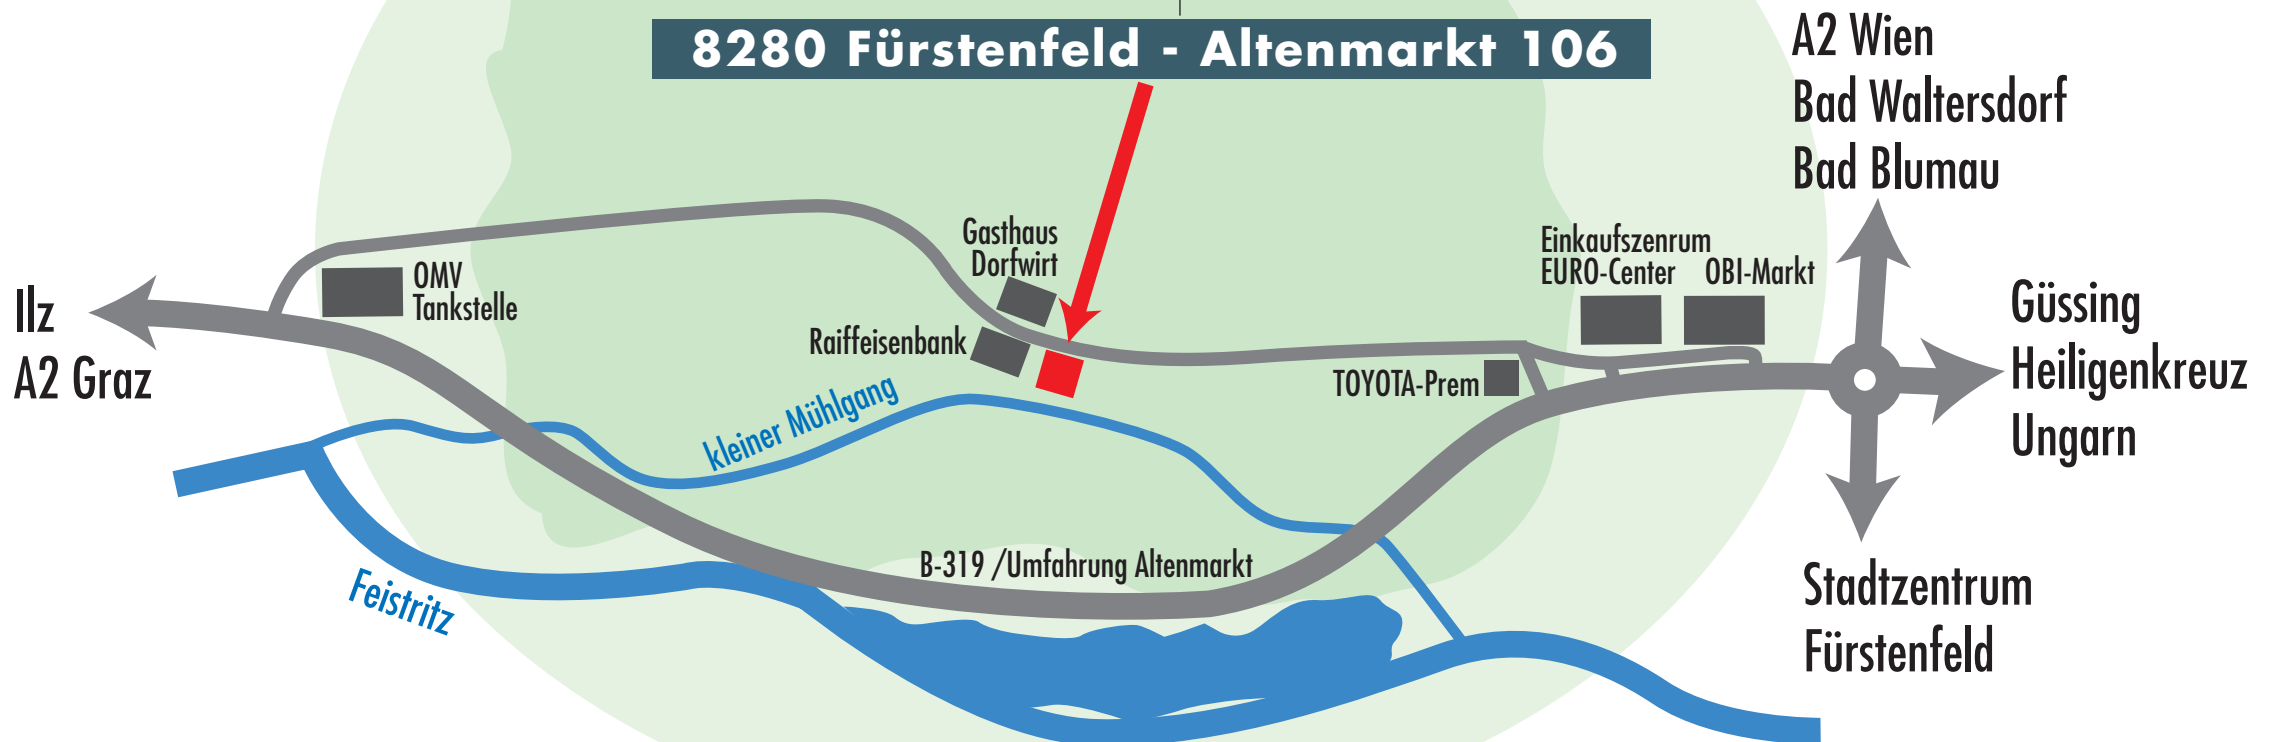 8280 Fürstenfeld - Altenmarkt 106
A2 Wien
Bad Waltersdorf
Bad Blumau
Gasthaus
Dorfwirt
Einkaufszenrum
EURO-Center
OBI-Markt
OMV
Tankstelle
Ilz
A2 Graz
Raiffeisenbank
TOYOTA-Prem
Güssing
Heiligenkreuz
Ungarn
kleiner Mühlgang
B-319 /Umfahrung Altenmarkt
Feistritz
Stadtzentrum
Fürstenfeld